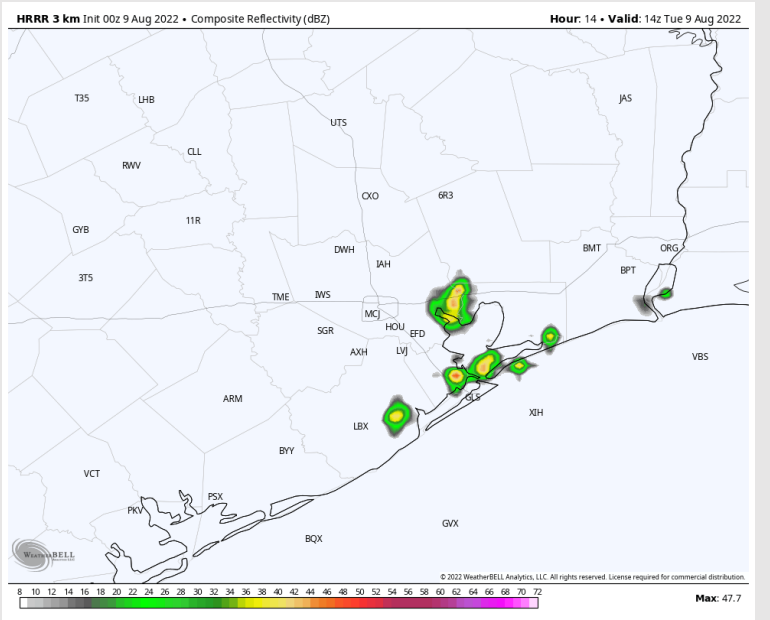 HRRR 3 km Init 00z 9 Aug 2022 • Composite Reflectivity (dBZ) Hour: 14 • Valid: 14z Tue 9 Aug 2022
T35 LHB JAS
UTS
CLL
RWV
CXO 6R3
11R
GYB
DWH BMT ORG
IAH BPT
3T5
TME IWS
MCJ
SGR HOU EFD
AXH LVJ VBS
ARM GLS
LBX XIH
BYY
VCT
PSX
PKV
GVX
BQX
WEATHERBELL
© 2022 WeatherBELL Analytics, LLC. All rights reserved. License required for commercial distribution.
8 10 12 14 16 18 20 22 24 26 28 30 32 34 36 38 40 42 44 46 48 50 52 54 56 58 60 62 64 66 68 70 72
Max: 47.7